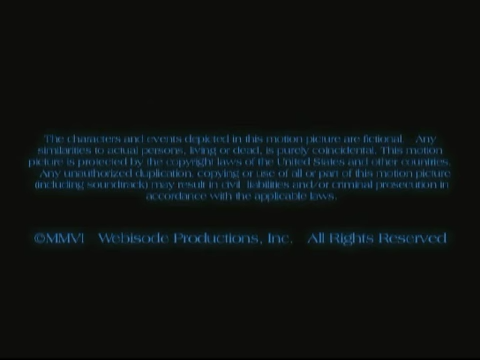 The characters and events depicted in this motion picture are fictional. Any
similarities to actual persons, living or dead, is purely coincidental. This motion
picture is protected by the copyright laws of the United States and other countries.
Any unauthorized duplication, copying or use of all or part of this motion picture
(including soundtrack) may result in civil liabilities and/or criminal prosecution in
accordance with the applicable laws.
©MMVI Webisode Productions, Inc. All Rights Reserved